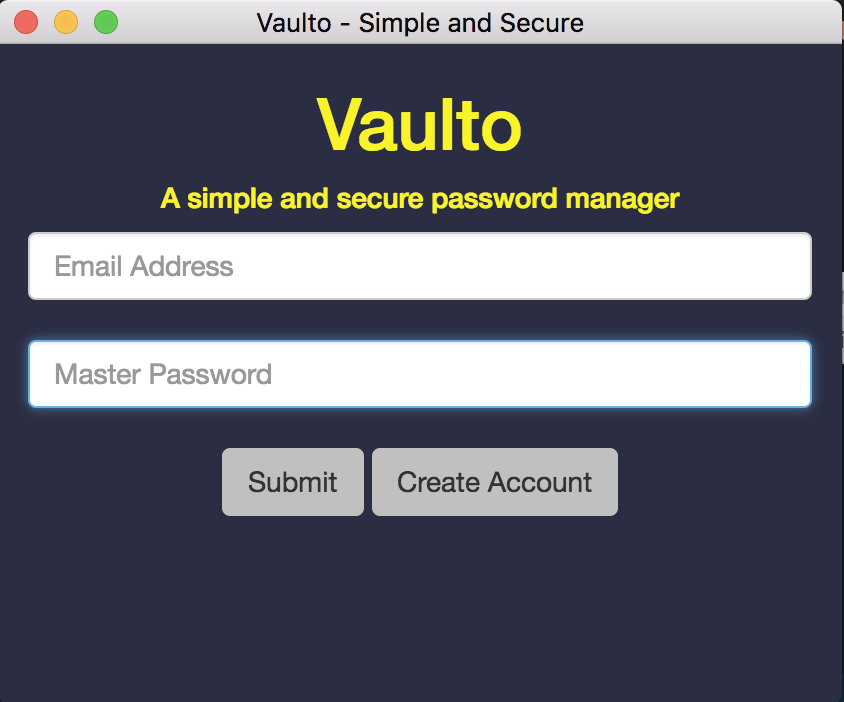 Vaulto - Simple and Secure
Vaulto
A simple and secure password manager
Email Address
Master Password
Submit Create Account